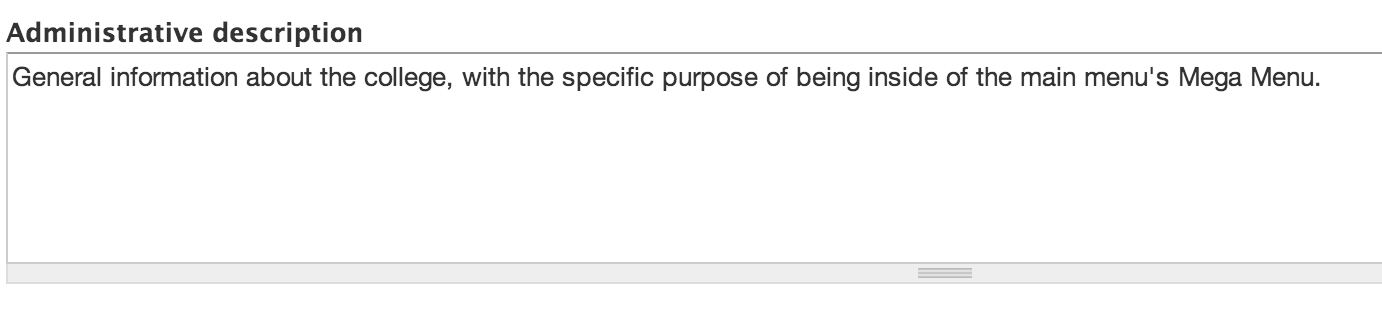 Administrative description
General information about the college, with the specific purpose of being inside of the main menu's Mega Menu.